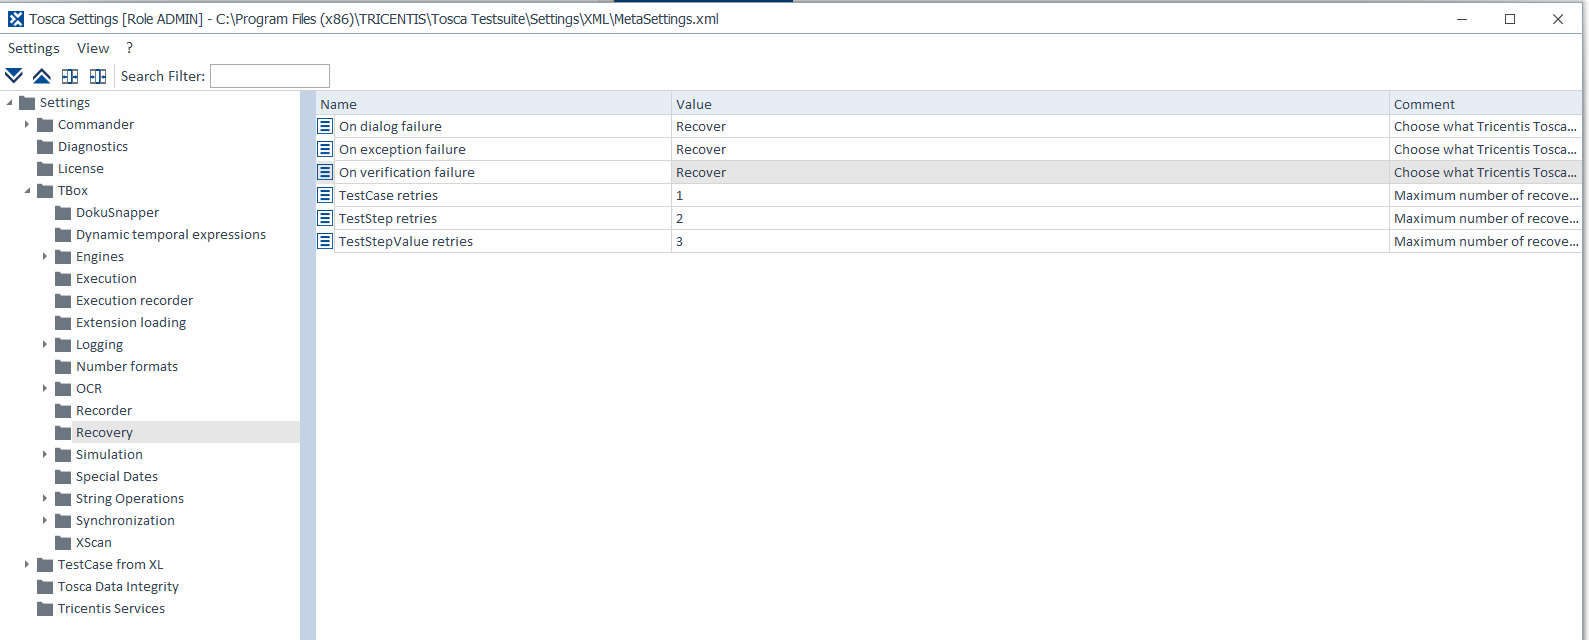 Tosca Settings [Role ADMIN] - C:\Program Files (x86)\TRICENTIS\Tosca Testsuite\Settings\XML\MetaSettings.xml
Settings View ?
Search Filter:
Settings
Commander
Diagnostics
License
TBox
DokuSnapper
Dynamic temporal expressions
Engines
Execution
Execution recorder
Extension loading
Logging
Number formats
OCR
Recorder
Recovery
Simulation
Special Dates
String Operations
Synchronization
XScan
TestCase from XL
Tosca Data Integrity
Tricentis Services
Name Value Comment
On dialog failure Recover Choose what Tricentis Tosca...
On exception failure Recover Choose what Tricentis Tosca...
On verification failure Recover Choose what Tricentis Tosca...
TestCase retries 1 Maximum number of recove...
TestStep retries 2 Maximum number of recove...
TestStepValue retries 3 Maximum number of recove...